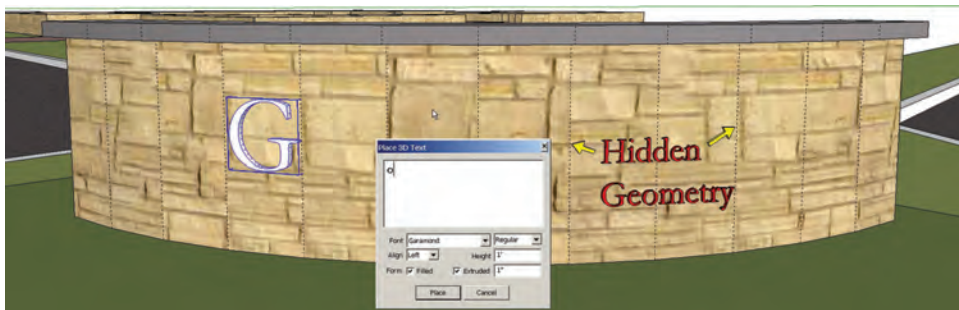 G
Hidden
Geometry
Place 3D Text
o
Font Garamond Regular
Align Left Height 1'
Form Filled Extruded 1"
Place Cancel